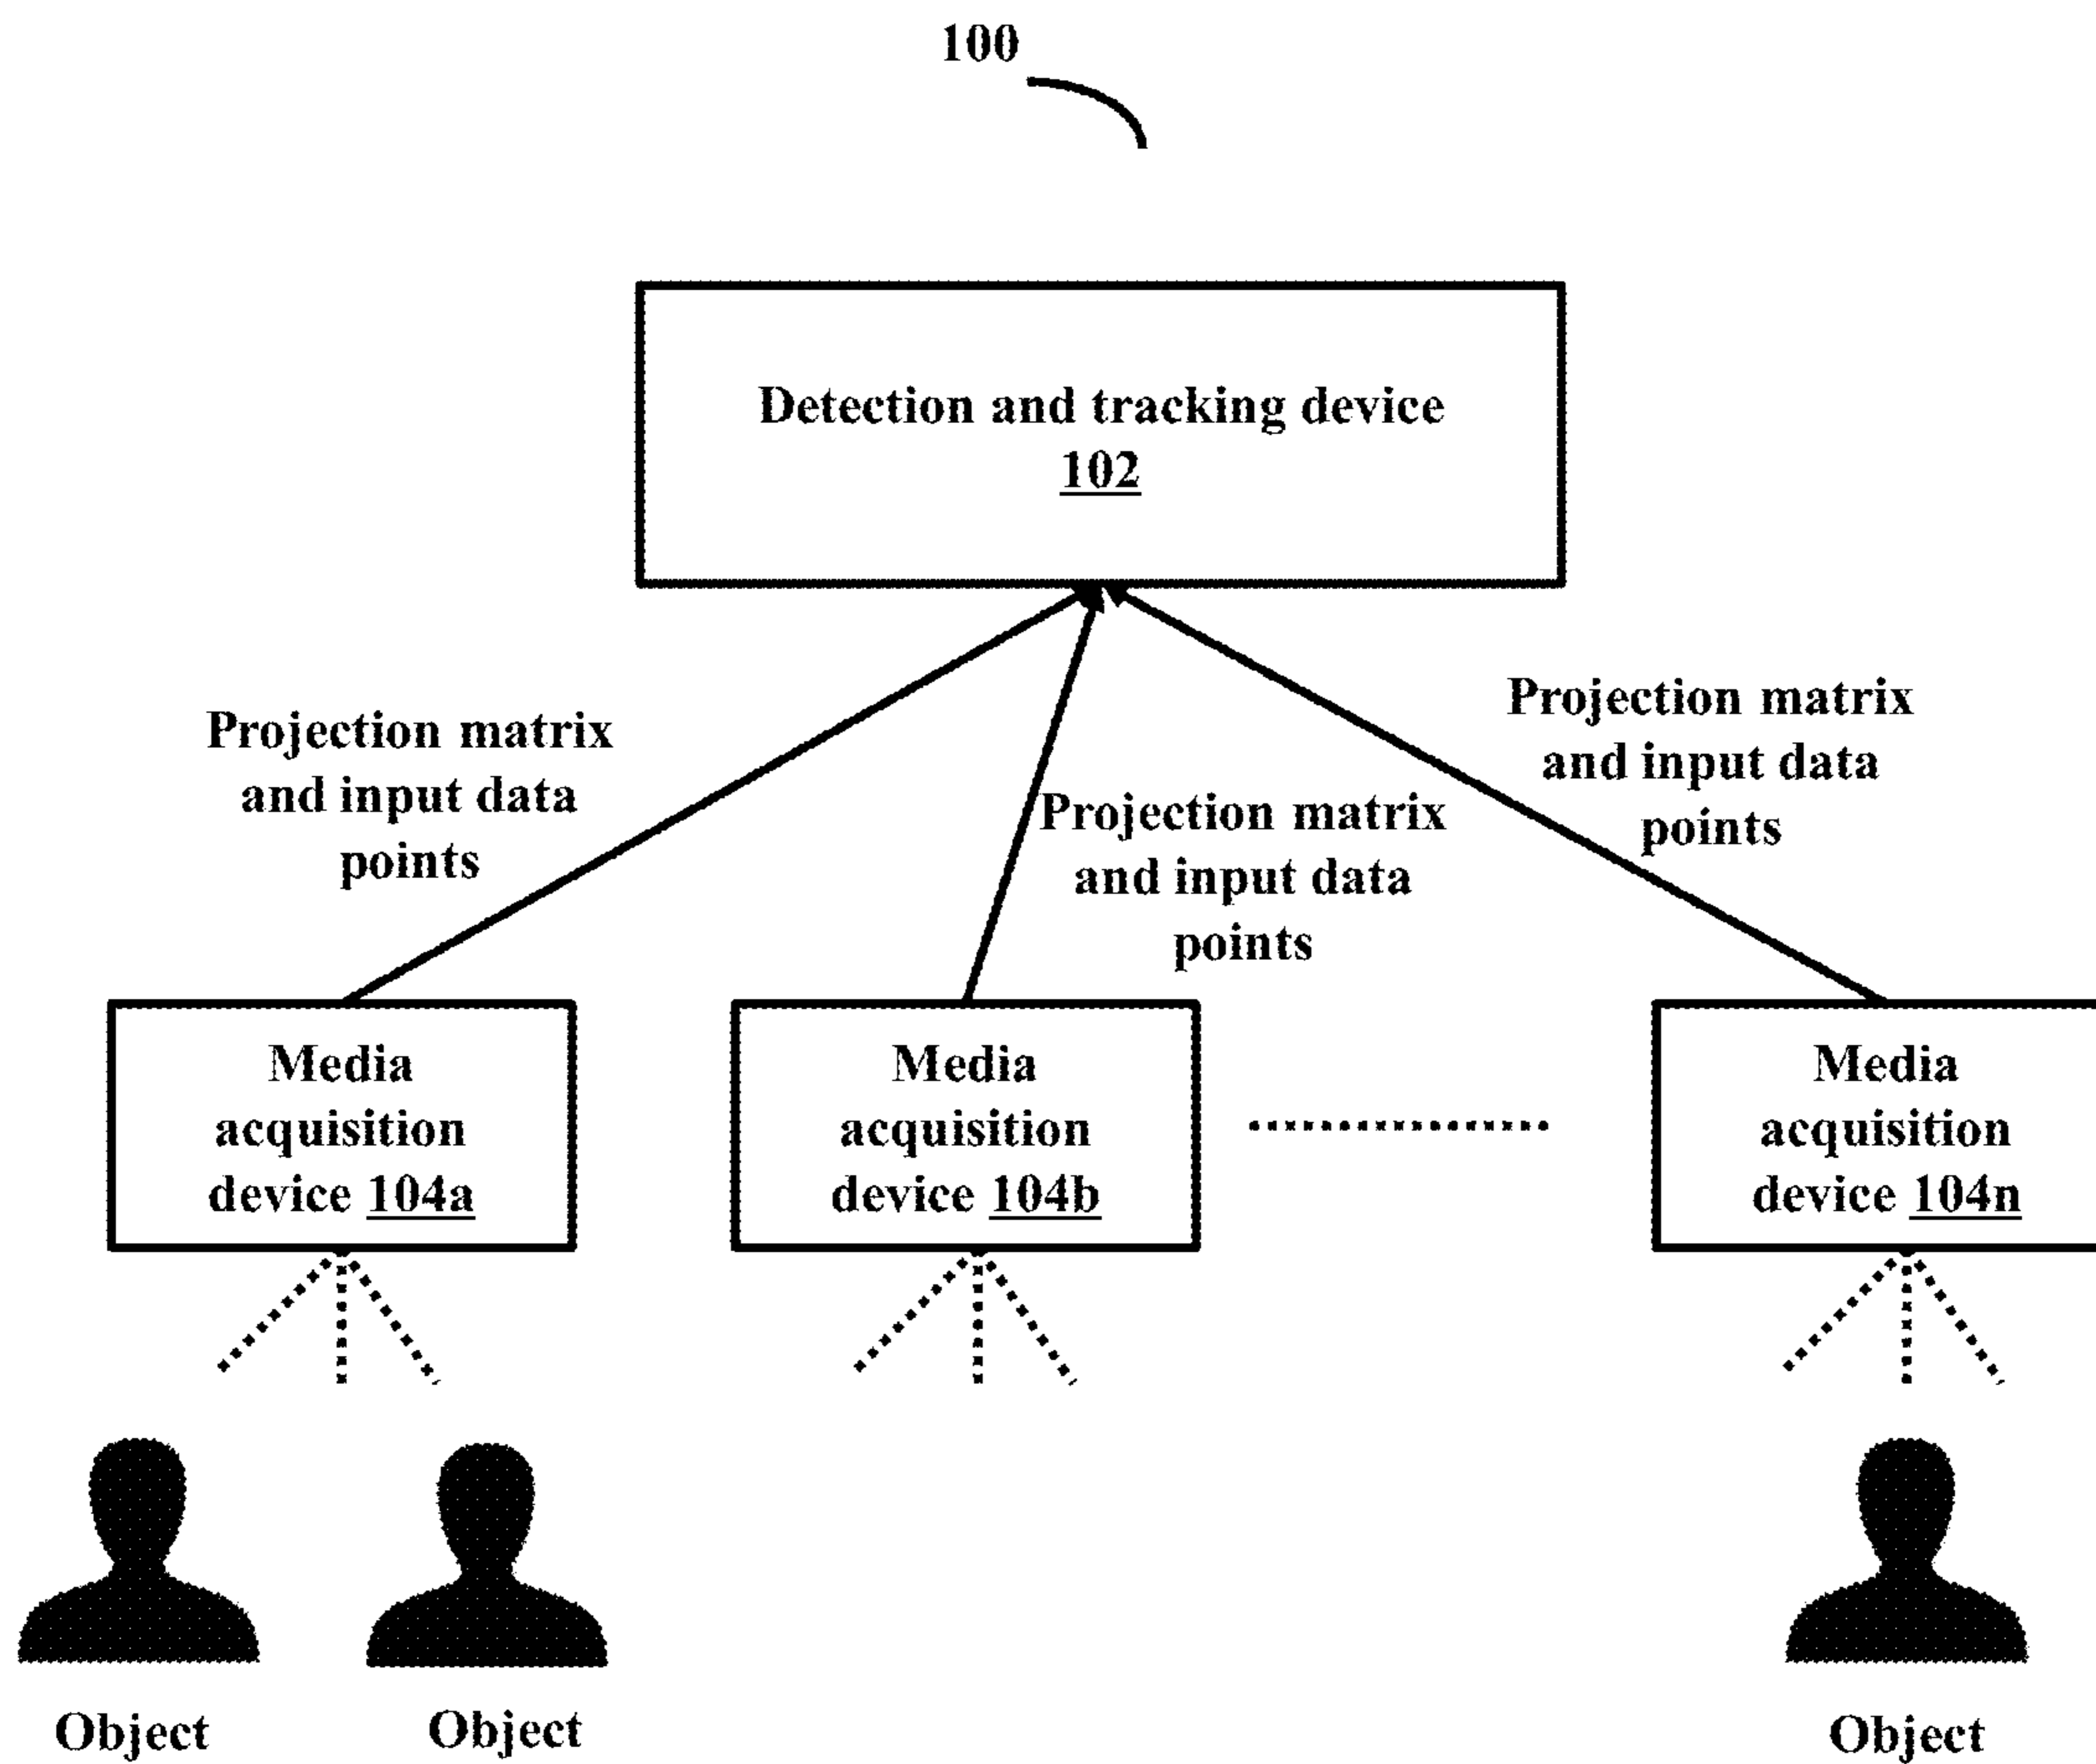 100
Detection and tracking device
102
Projection matrix
and input data
points
Projection matrix
and input data
points
Projection matrix
and input data
points
Media
acquisition
device 104a
Media
acquisition
device 104b
Media
acquisition
device 104n
Object
Object
Object